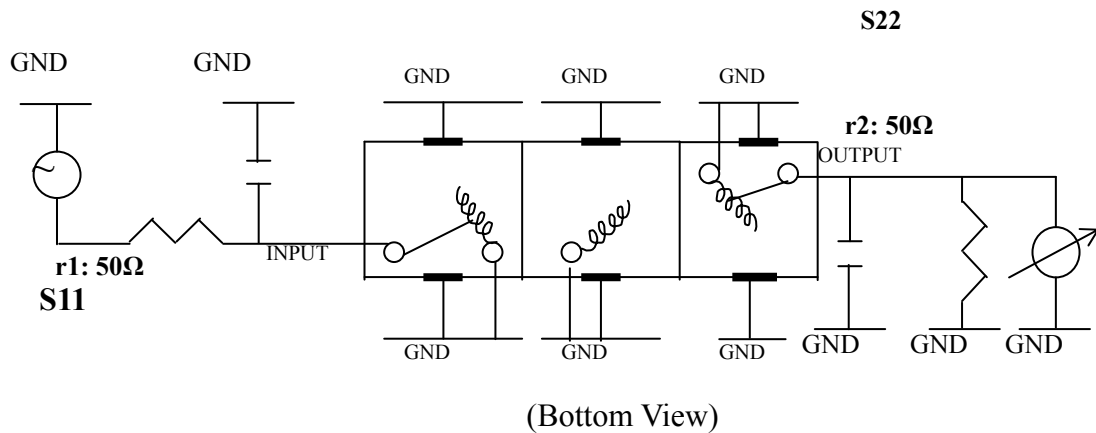 S22
GND
GND
GND
GND
GND
r2: 50Ω
OUTPUT
INPUT
r1: 50Ω
S11
GND
GND
GND
GND
GND
GND
(Bottom View)